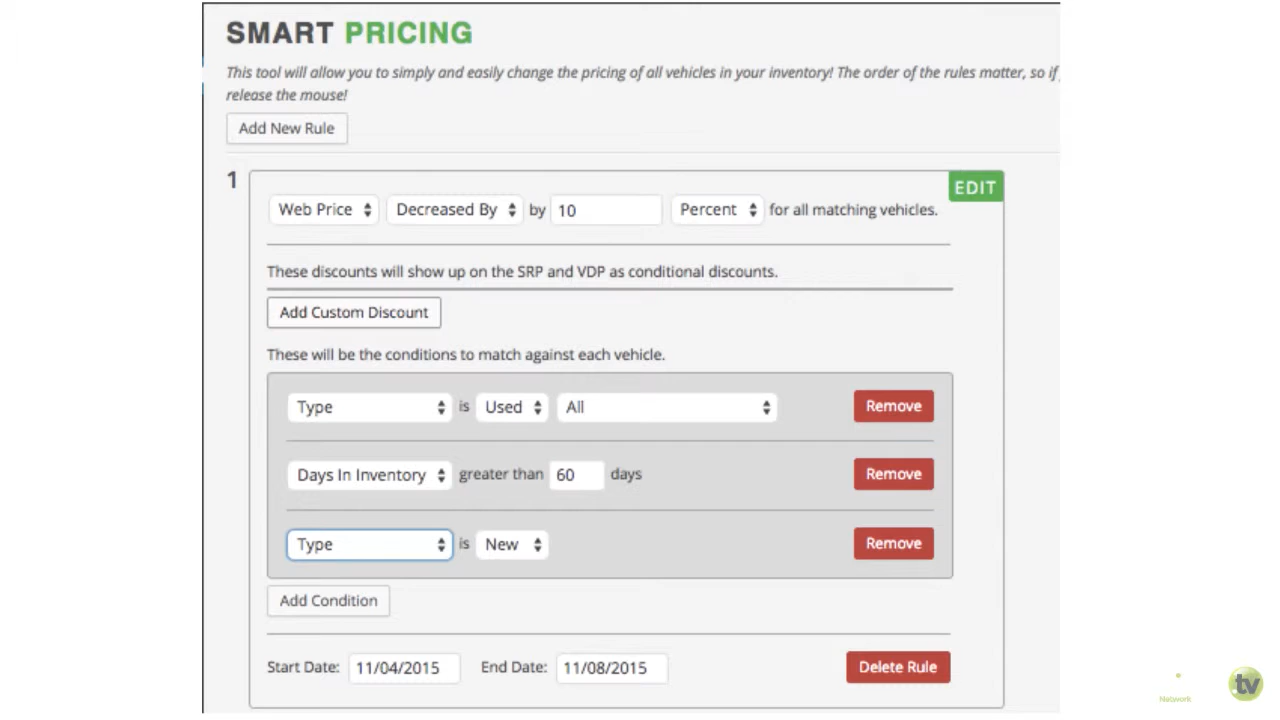 SMART PRICING
This tool will allow you to simply and easily change the pricing of all vehicles in your inventory! The order of the rules matter, so if
release the mouse!
Add New Rule
1
EDIT
Web Price Decreased By by 10 Percent for all matching vehicles.
These discounts will show up on the SRP and VDP as conditional discounts.
Add Custom Discount
These will be the conditions to match against each vehicle.
Type is Used All Remove
Days In Inventory greater than 60 days Remove
Type is New Remove
Add Condition
Start Date: 11/04/2015 End Date: 11/08/2015 Delete Rule
Network
tv